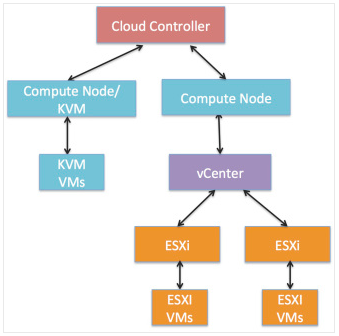 Cloud Controller
Compute Node/
KVM
Compute Node
KVM
VMs
vCenter
ESXi
ESXi
ESXI
VMs
ESXI
VMs